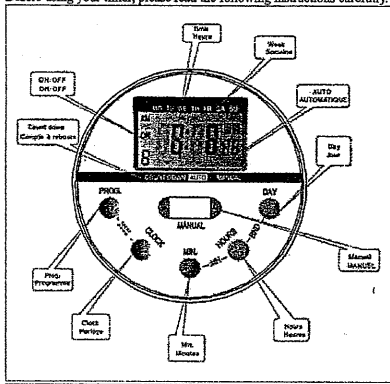 Before using your timer, please read the following instructions carefully.
Time
Heure
Week
Semaine
ON-OFF
ON-OFF
AUTO
AUTOMATIQUE
Count down
Compte à rebours
Day
Jour
COUNTDOWN AUTO MANUAL
PROG.
DAY
MANUAL
CLOCK
MIN.
HOUR
Manual
MANUEL
Prog.
Programme
Clock
Horloge
Min.
Minutes
Hours
Heures